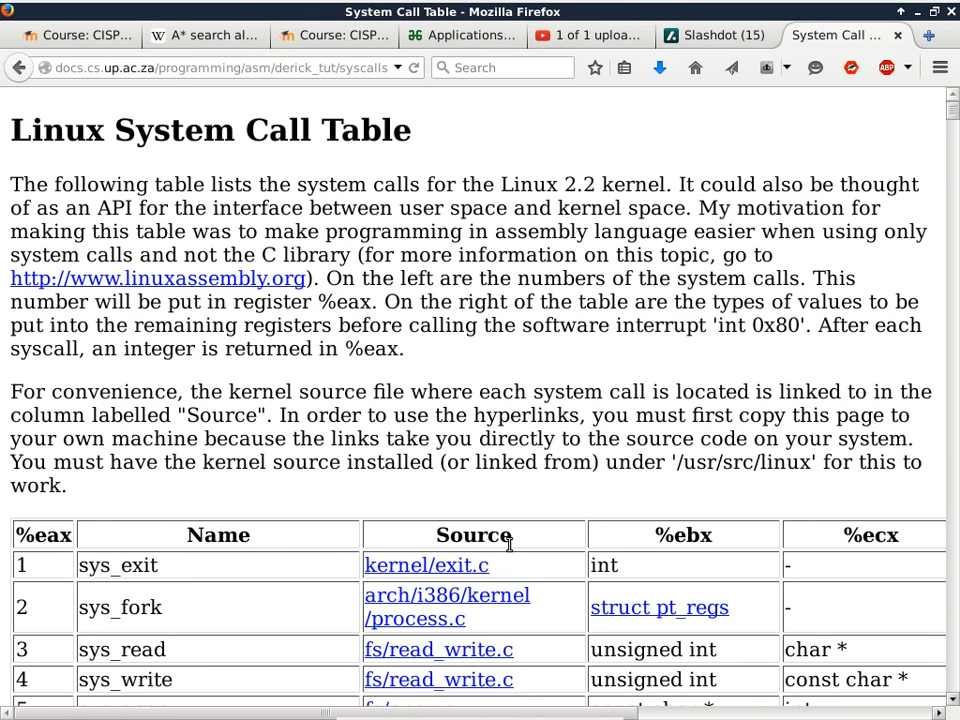 System Call Table - Mozilla Firefox
Course: CISP...
W A* search al...
Course: CISP...
Applications...
1 of 1 uploa...
Slashdot (15)
System Call ...
docs.cs.up.ac.za/programming/asm/derick_tut/syscalls
Search
ABP
Linux System Call Table
The following table lists the system calls for the Linux 2.2 kernel. It could also be thought
of as an API for the interface between user space and kernel space. My motivation for
making this table was to make programming in assembly language easier when using only
system calls and not the C library (for more information on this topic, go to
http://www.linuxassembly.org). On the left are the numbers of the system calls. This
number will be put in register %eax. On the right of the table are the types of values to be
put into the remaining registers before calling the software interrupt 'int 0x80'. After each
syscall, an integer is returned in %eax.
For convenience, the kernel source file where each system call is located is linked to in the
column labelled "Source". In order to use the hyperlinks, you must first copy this page to
your own machine because the links take you directly to the source code on your system.
You must have the kernel source installed (or linked from) under '/usr/src/linux' for this to
work.
%eax Name Source %ebx %ecx
1 sys_exit kernel/exit.c int -
2 sys_fork arch/i386/kernel
/process.c struct pt_regs -
3 sys_read fs/read_write.c unsigned int char *
4 sys_write fs/read_write.c unsigned int const char *